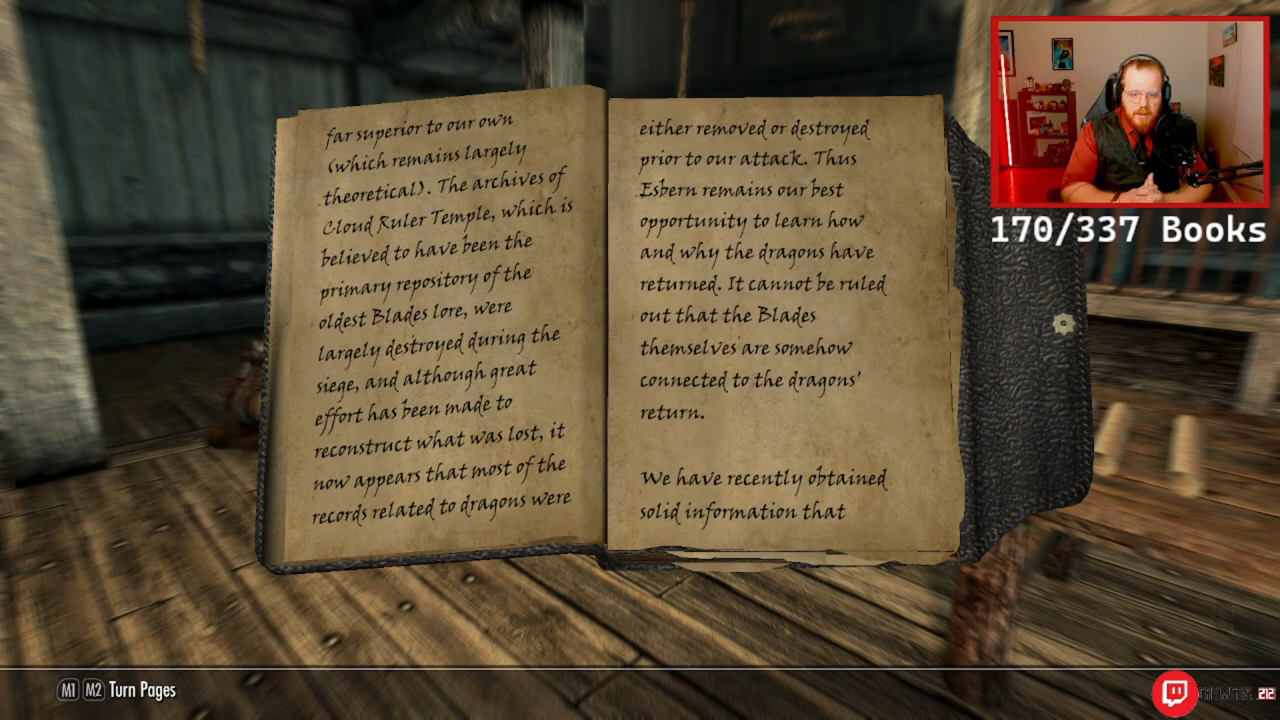 far superior to our own
(which remains largely
theoretical). The archives of
Cloud Ruler Temple, which is
believed to have been the
primary repository of the
oldest Blades lore, were
largely destroyed during the
siege, and although great
effort has been made to
reconstruct what was lost, it
now appears that most of the
records related to dragons were
either removed or destroyed
prior to our attack. Thus
Esbern remains our best
opportunity to learn how
and why the dragons have
returned. It cannot be ruled
out that the Blades
themselves are somehow
connected to the dragons'
return.
We have recently obtained
solid information that
170/337 Books
M1 M2 Turn Pages